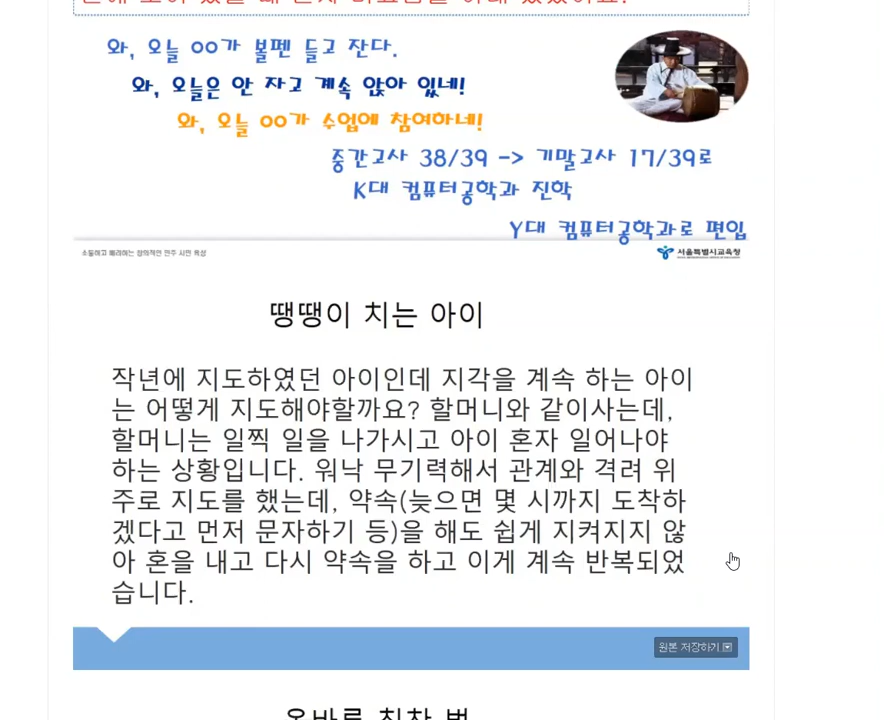 와, 오늘 OO가 볼펜 들고 잔다.
와, 오늘은 안 자고 계속 앉아 있네!
와, 오늘 OO가 수업에 참여하네!
중간고사 38/39 -> 기말고사 17/39로
K대 컴퓨터공학과 진학
Y대 컴퓨터공학과로 편입
소통하고 배려하는 창의적인 민주 시민 육성
서울특별시교육청
땡땡이 치는 아이
작년에 지도하였던 아이인데 지각을 계속 하는 아이
는 어떻게 지도해야할까요? 할머니와 같이사는데,
할머니는 일찍 일을 나가시고 아이 혼자 일어나야
하는 상황입니다. 워낙 무기력해서 관계와 격려 위
주로 지도를 했는데, 약속(늦으면 몇 시까지 도착하
겠다고 먼저 문자하기 등)을 해도 쉽게 지켜지지 않
아 혼을 내고 다시 약속을 하고 이게 계속 반복되었
습니다.
원본 저장하기
올바른 칭찬 법